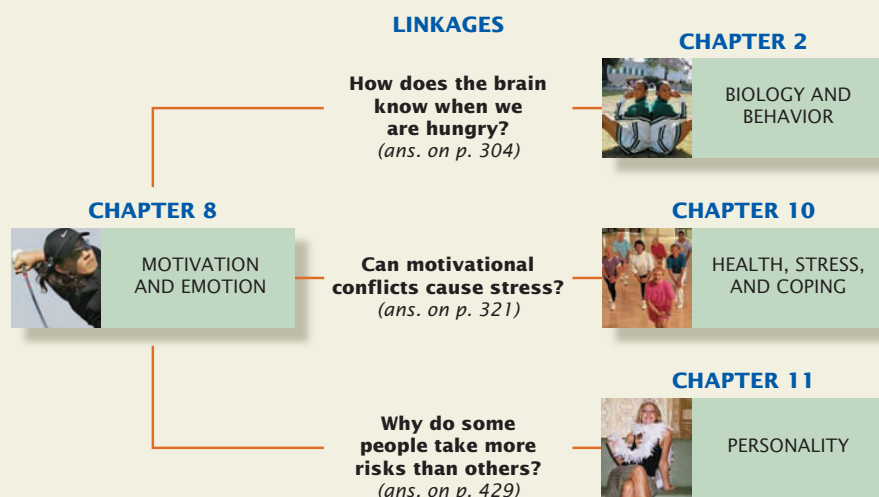 LINKAGES
CHAPTER 2
How does the brain
know when we
are hungry?
(ans. on p. 304)
BIOLOGY AND
BEHAVIOR
CHAPTER 8
MOTIVATION
AND EMOTION
Can motivational
conflicts cause stress?
(ans. on p. 321)
CHAPTER 10
HEALTH, STRESS,
AND COPING
Why do some
people take more
risks than others?
(ans. on p. 429)
CHAPTER 11
PERSONALITY